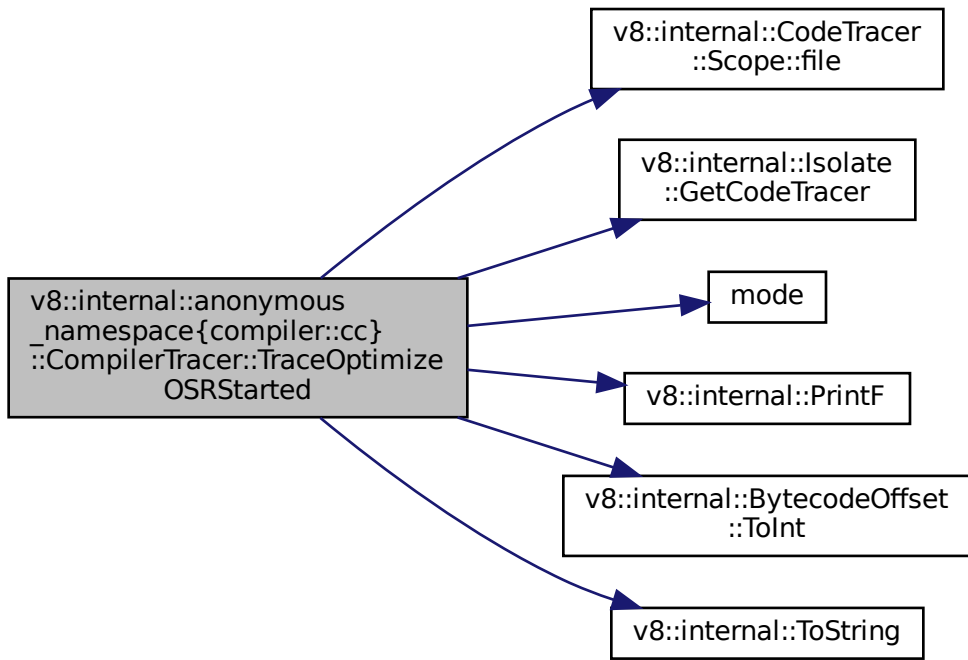 v8::internal::CodeTracer
::Scope::file
v8::internal::Isolate
::GetCodeTracer
mode
v8::internal::anonymous
_namespace{compiler::cc}
::CompilerTracer::TraceOptimize
OSRStarted
v8::internal::PrintF
v8::internal::BytecodeOffset
::ToInt
v8::internal::ToString